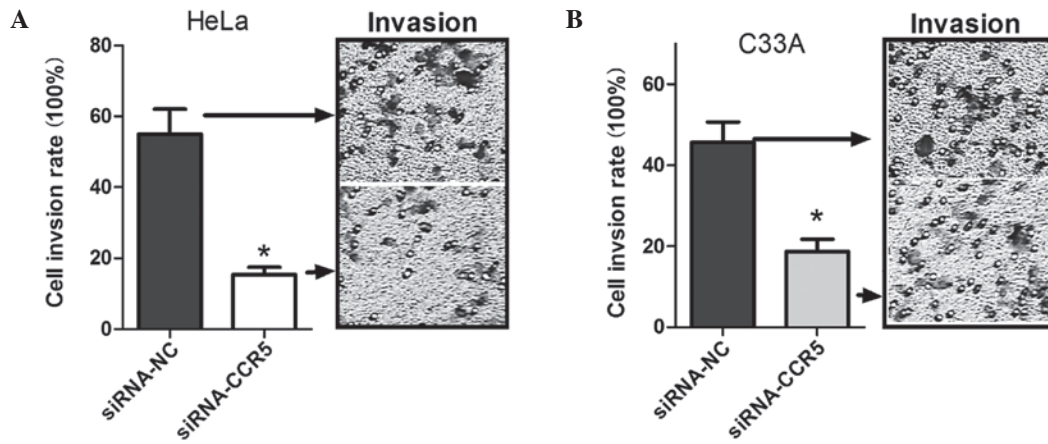 A
HeLa
Invasion
Cell invsion rate (100%)
80
60
40
20
0
*
siRNA-NC
siRNA-CCR5
B
C33A
Invasion
Cell invsion rate (100%)
60
40
20
0
*
siRNA-NC
siRNA-CCR5